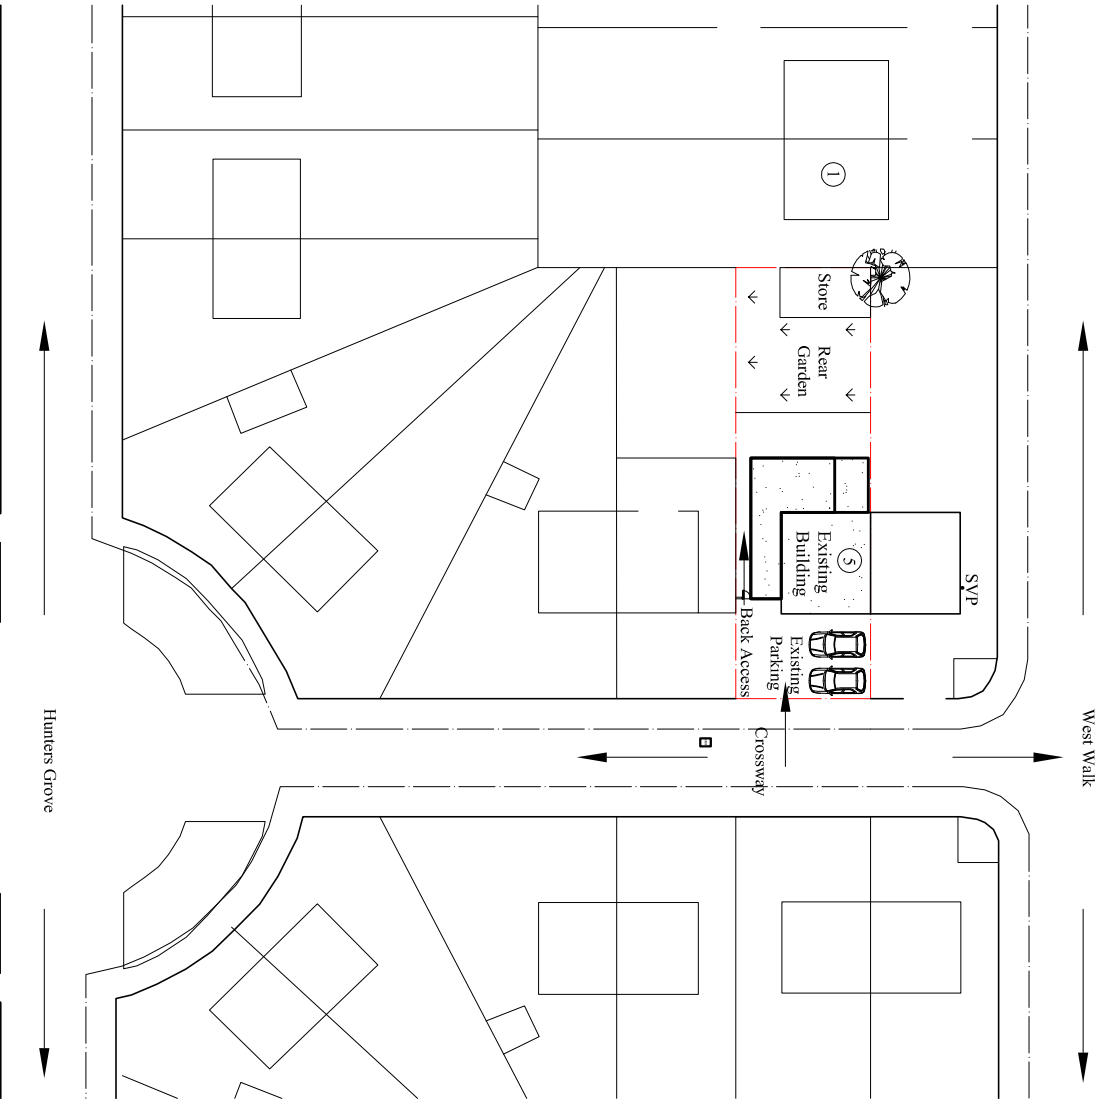 1
Store
Rear
Garden
5
Existing
Building
SVP
Back Access
Existing
Parking
Crossway
West Walk
Hunters Grove